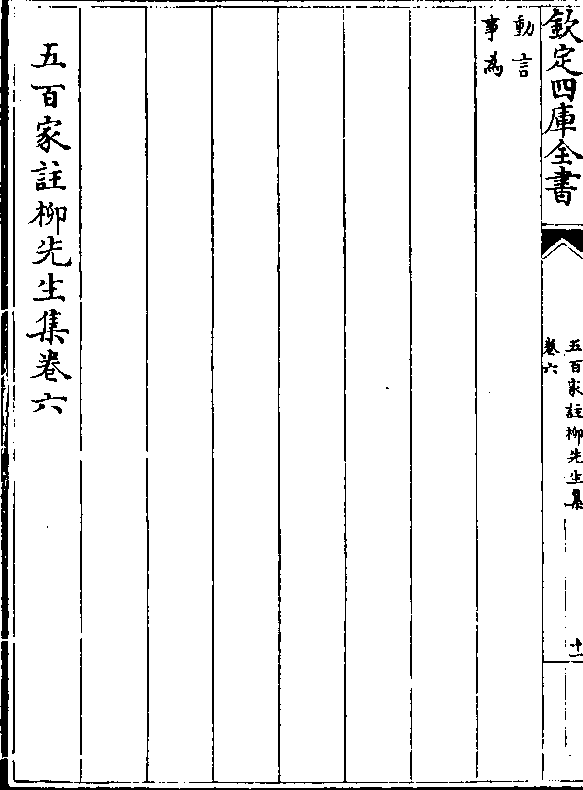 欽定四庫全書
五百家註柳先生集
卷六
十一
動言
事為
五百家註柳先生集卷六